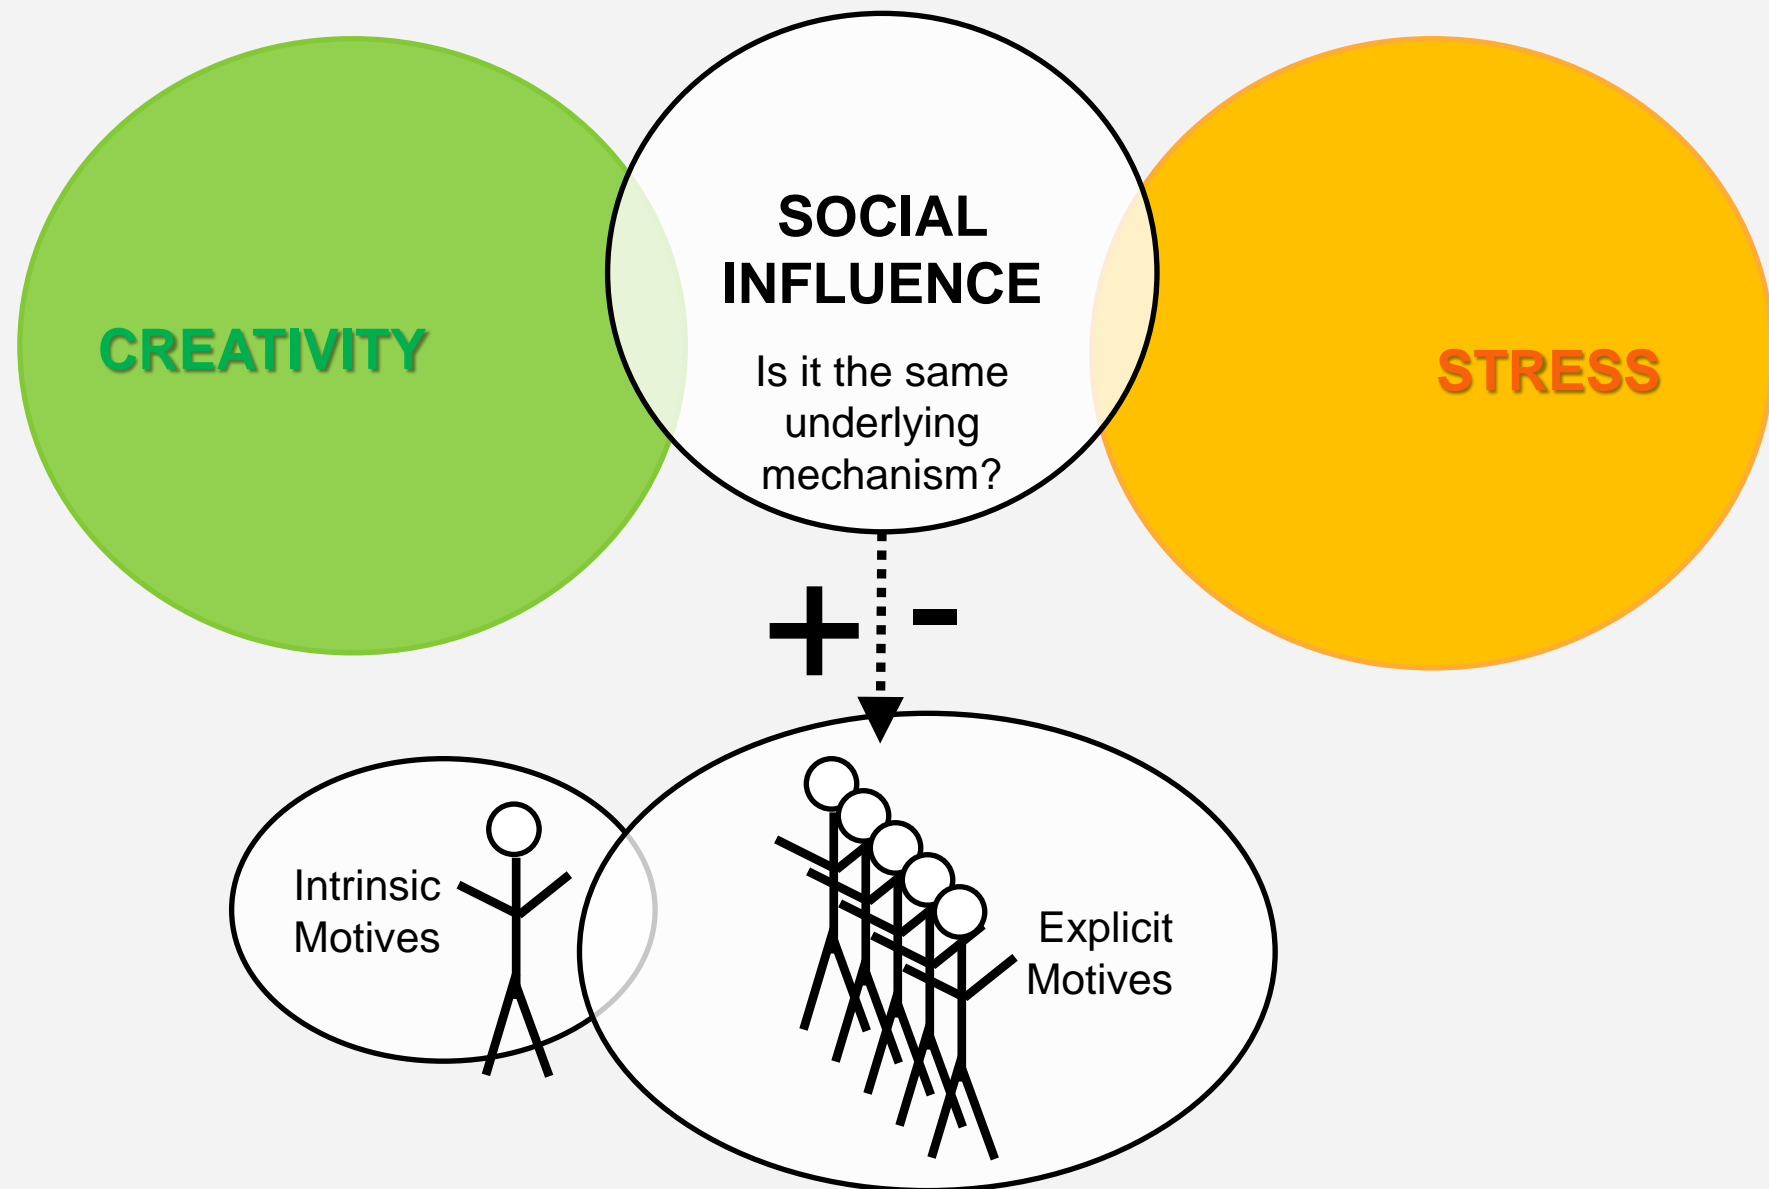 SOCIAL
INFLUENCE
CREATIVITY
STRESS
Is it the same
underlying
mechanism?
+ -
Intrinsic
Motives
Explicit
Motives